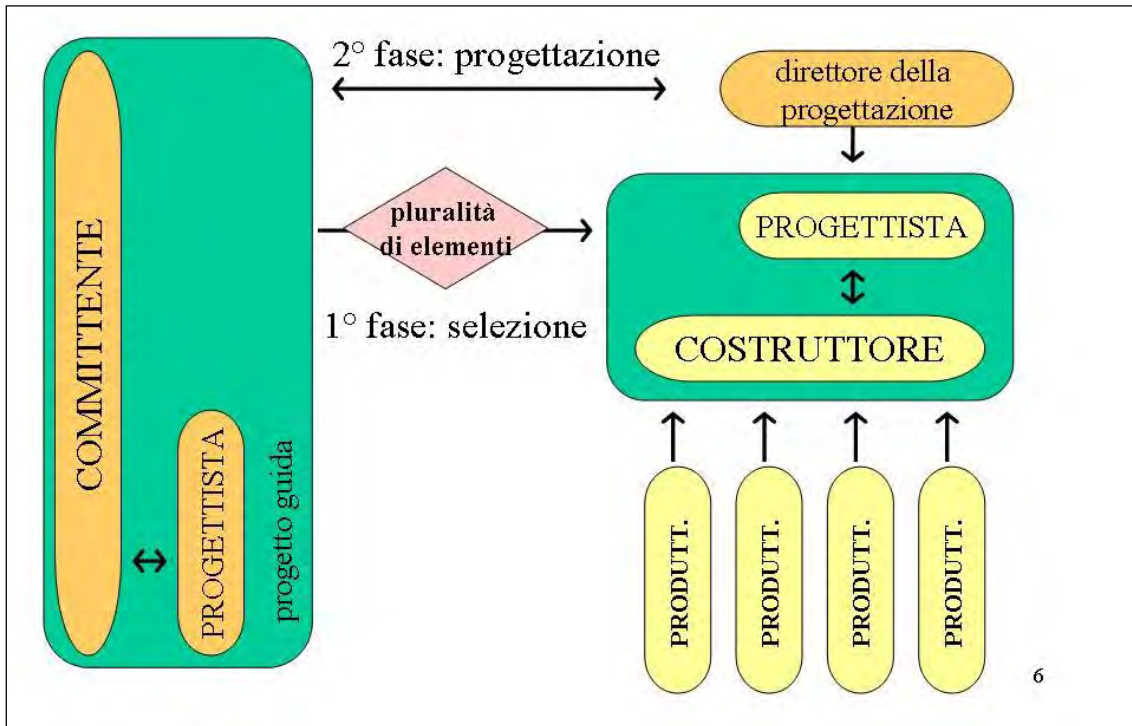 2° fase: progettazione
direttore della
progettazione
COMMITTENTE
PROGETTISTA
progetto guida
pluralità
di elementi
1° fase: selezione
PROGETTISTA
COSTRUTTORE
PRODUTT.
PRODUTT.
PRODUTT.
PRODUTT.
6